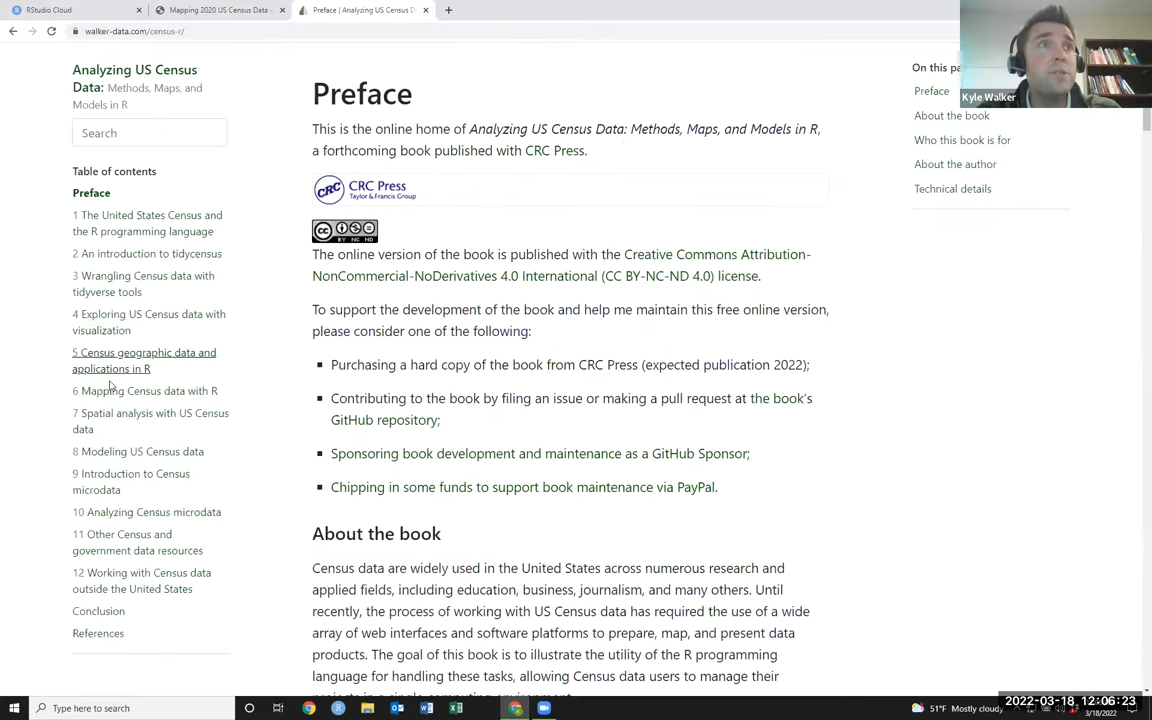 RStudio Cloud
Mapping 2020 US Census Data
Preface | Analyzing US Census D
walker-data.com/census-r/
Analyzing US Census
Data: Methods, Maps, and
Models in R
Search
Table of contents
Preface
1 The United States Census and
the R programming language
2 An introduction to tidycensus
3 Wrangling Census data with
tidyverse tools
4 Exploring US Census data with
visualization
5 Census geographic data and
applications in R
6 Mapping Census data with R
7 Spatial analysis with US Census
data
8 Modeling US Census data
9 Introduction to Census
microdata
10 Analyzing Census microdata
11 Other Census and
government data resources
12 Working with Census data
outside the United States
Conclusion
References
Preface
This is the online home of Analyzing US Census Data: Methods, Maps, and Models in R,
a forthcoming book published with CRC Press.
CRC CRC Press
Taylor & Francis Group
CC BY NC ND
The online version of the book is published with the Creative Commons Attribution-
NonCommercial-NoDerivatives 4.0 International (CC BY-NC-ND 4.0) license.
To support the development of the book and help me maintain this free online version,
please consider one of the following:
Purchasing a hard copy of the book from CRC Press (expected publication 2022);
Contributing to the book by filing an issue or making a pull request at the book's
GitHub repository;
Sponsoring book development and maintenance as a GitHub Sponsor;
Chipping in some funds to support book maintenance via PayPal.
About the book
Census data are widely used in the United States across numerous research and
applied fields, including education, business, journalism, and many others. Until
recently, the process of working with US Census data has required the use of a wide
array of web interfaces and software platforms to prepare, map, and present data
products. The goal of this book is to illustrate the utility of the R programming
language for handling these tasks, allowing Census data users to manage their
On this pa
Preface
About the book
Who this book is for
About the author
Technical details
Kyle Walker
Type here to search
51°F Mostly cloudy
2022-03-18 12:06:23
3/18/2022